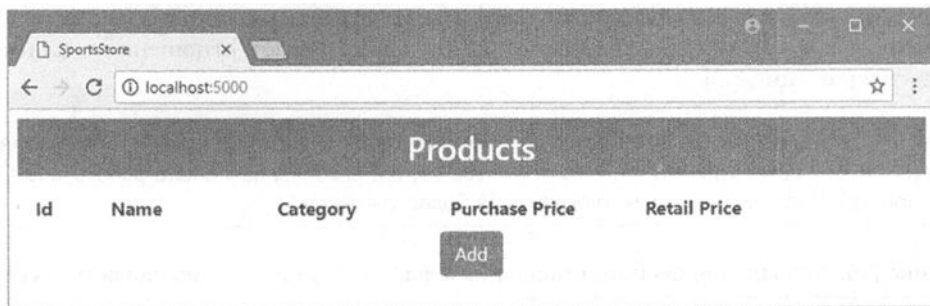 SportsStore
localhost:5000
Products
Id Name Category Purchase Price Retail Price
Add